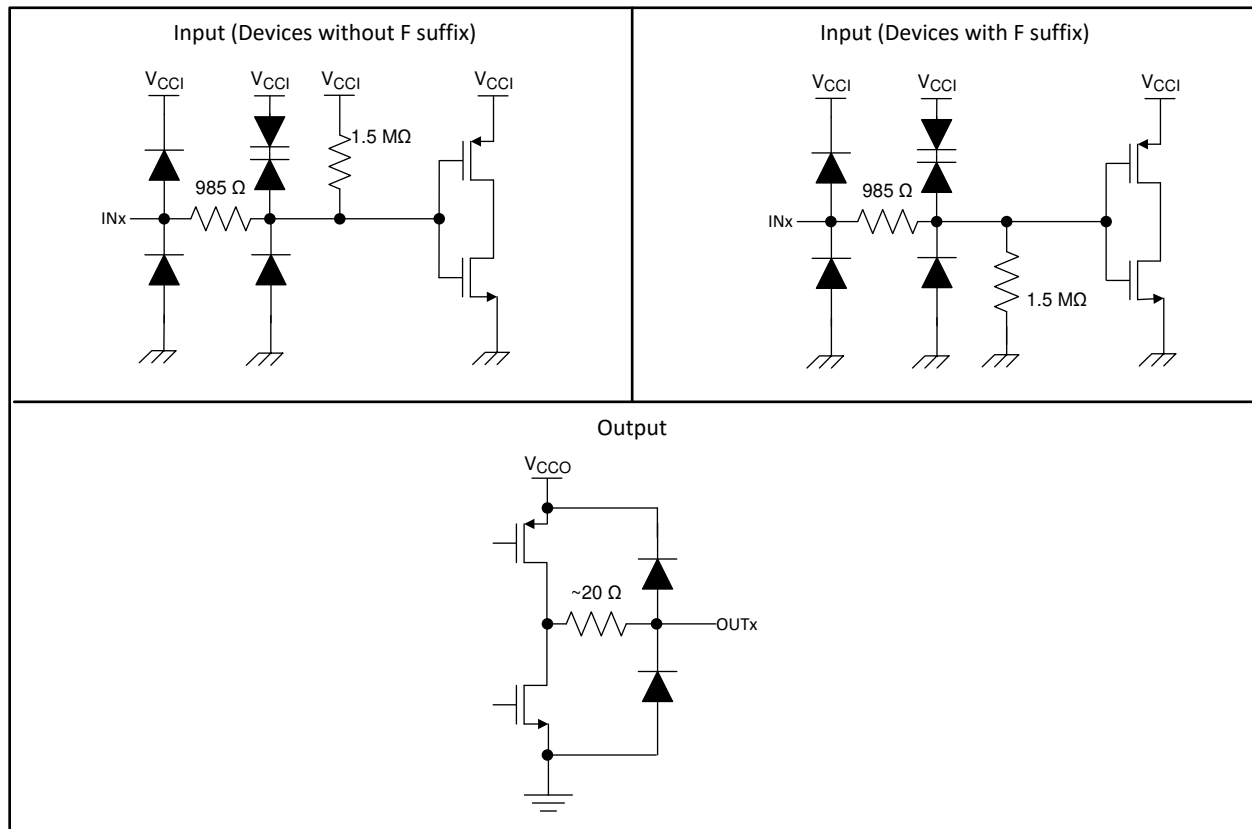 Input (Devices without F suffix)
VCCI
VCCI
VCCI
VCCI
1.5 MΩ
985 Ω
INx
Input (Devices with F suffix)
VCCI
VCCI
VCCI
985 Ω
INx
1.5 MΩ
Output
VCCO
~20 Ω
OUTx